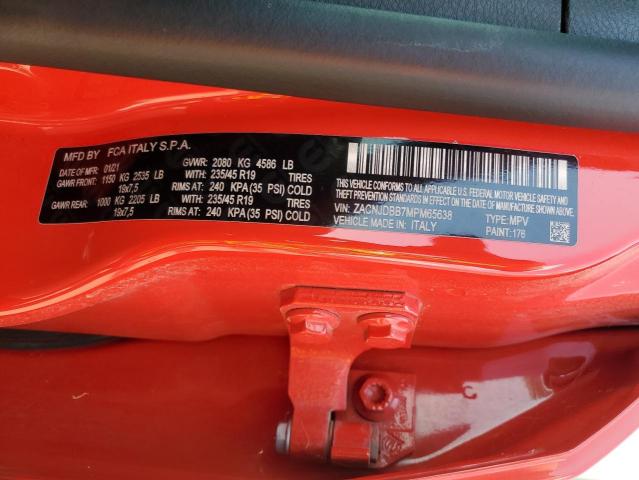 MFD BY FCA ITALY S.P.A.
DATE OF MFR: 01/21 GVWR: 2080 KG 4586 LB
GAWR FRONT: 1150 KG 2535 LB WITH 235/45 R19 TIRES
19x7,5 RIMS AT: 240 KPA(35 PSI) COLD
GAWR REAR: 1000 KG 2205 LB WITH 235/45 R19 TIRES
19x7,5 RIMS AT: 240 KPA(35 PSI) COLD
THIS VEHICLE CONFORMS TO ALL APPLICABLE U.S. FEDERAL MOTOR VEHICLE
SAFETY, BUMPER, AND THEFT PREVENTION STANDARDS IN EFFECT ON THE DATE OF
MANUFACTURE SHOWN ABOVE.
VIN: ZACNJDBB7MPM65638 TYPE: MPV
VEHICLE MADE IN: ITALY PAINT: 176
C